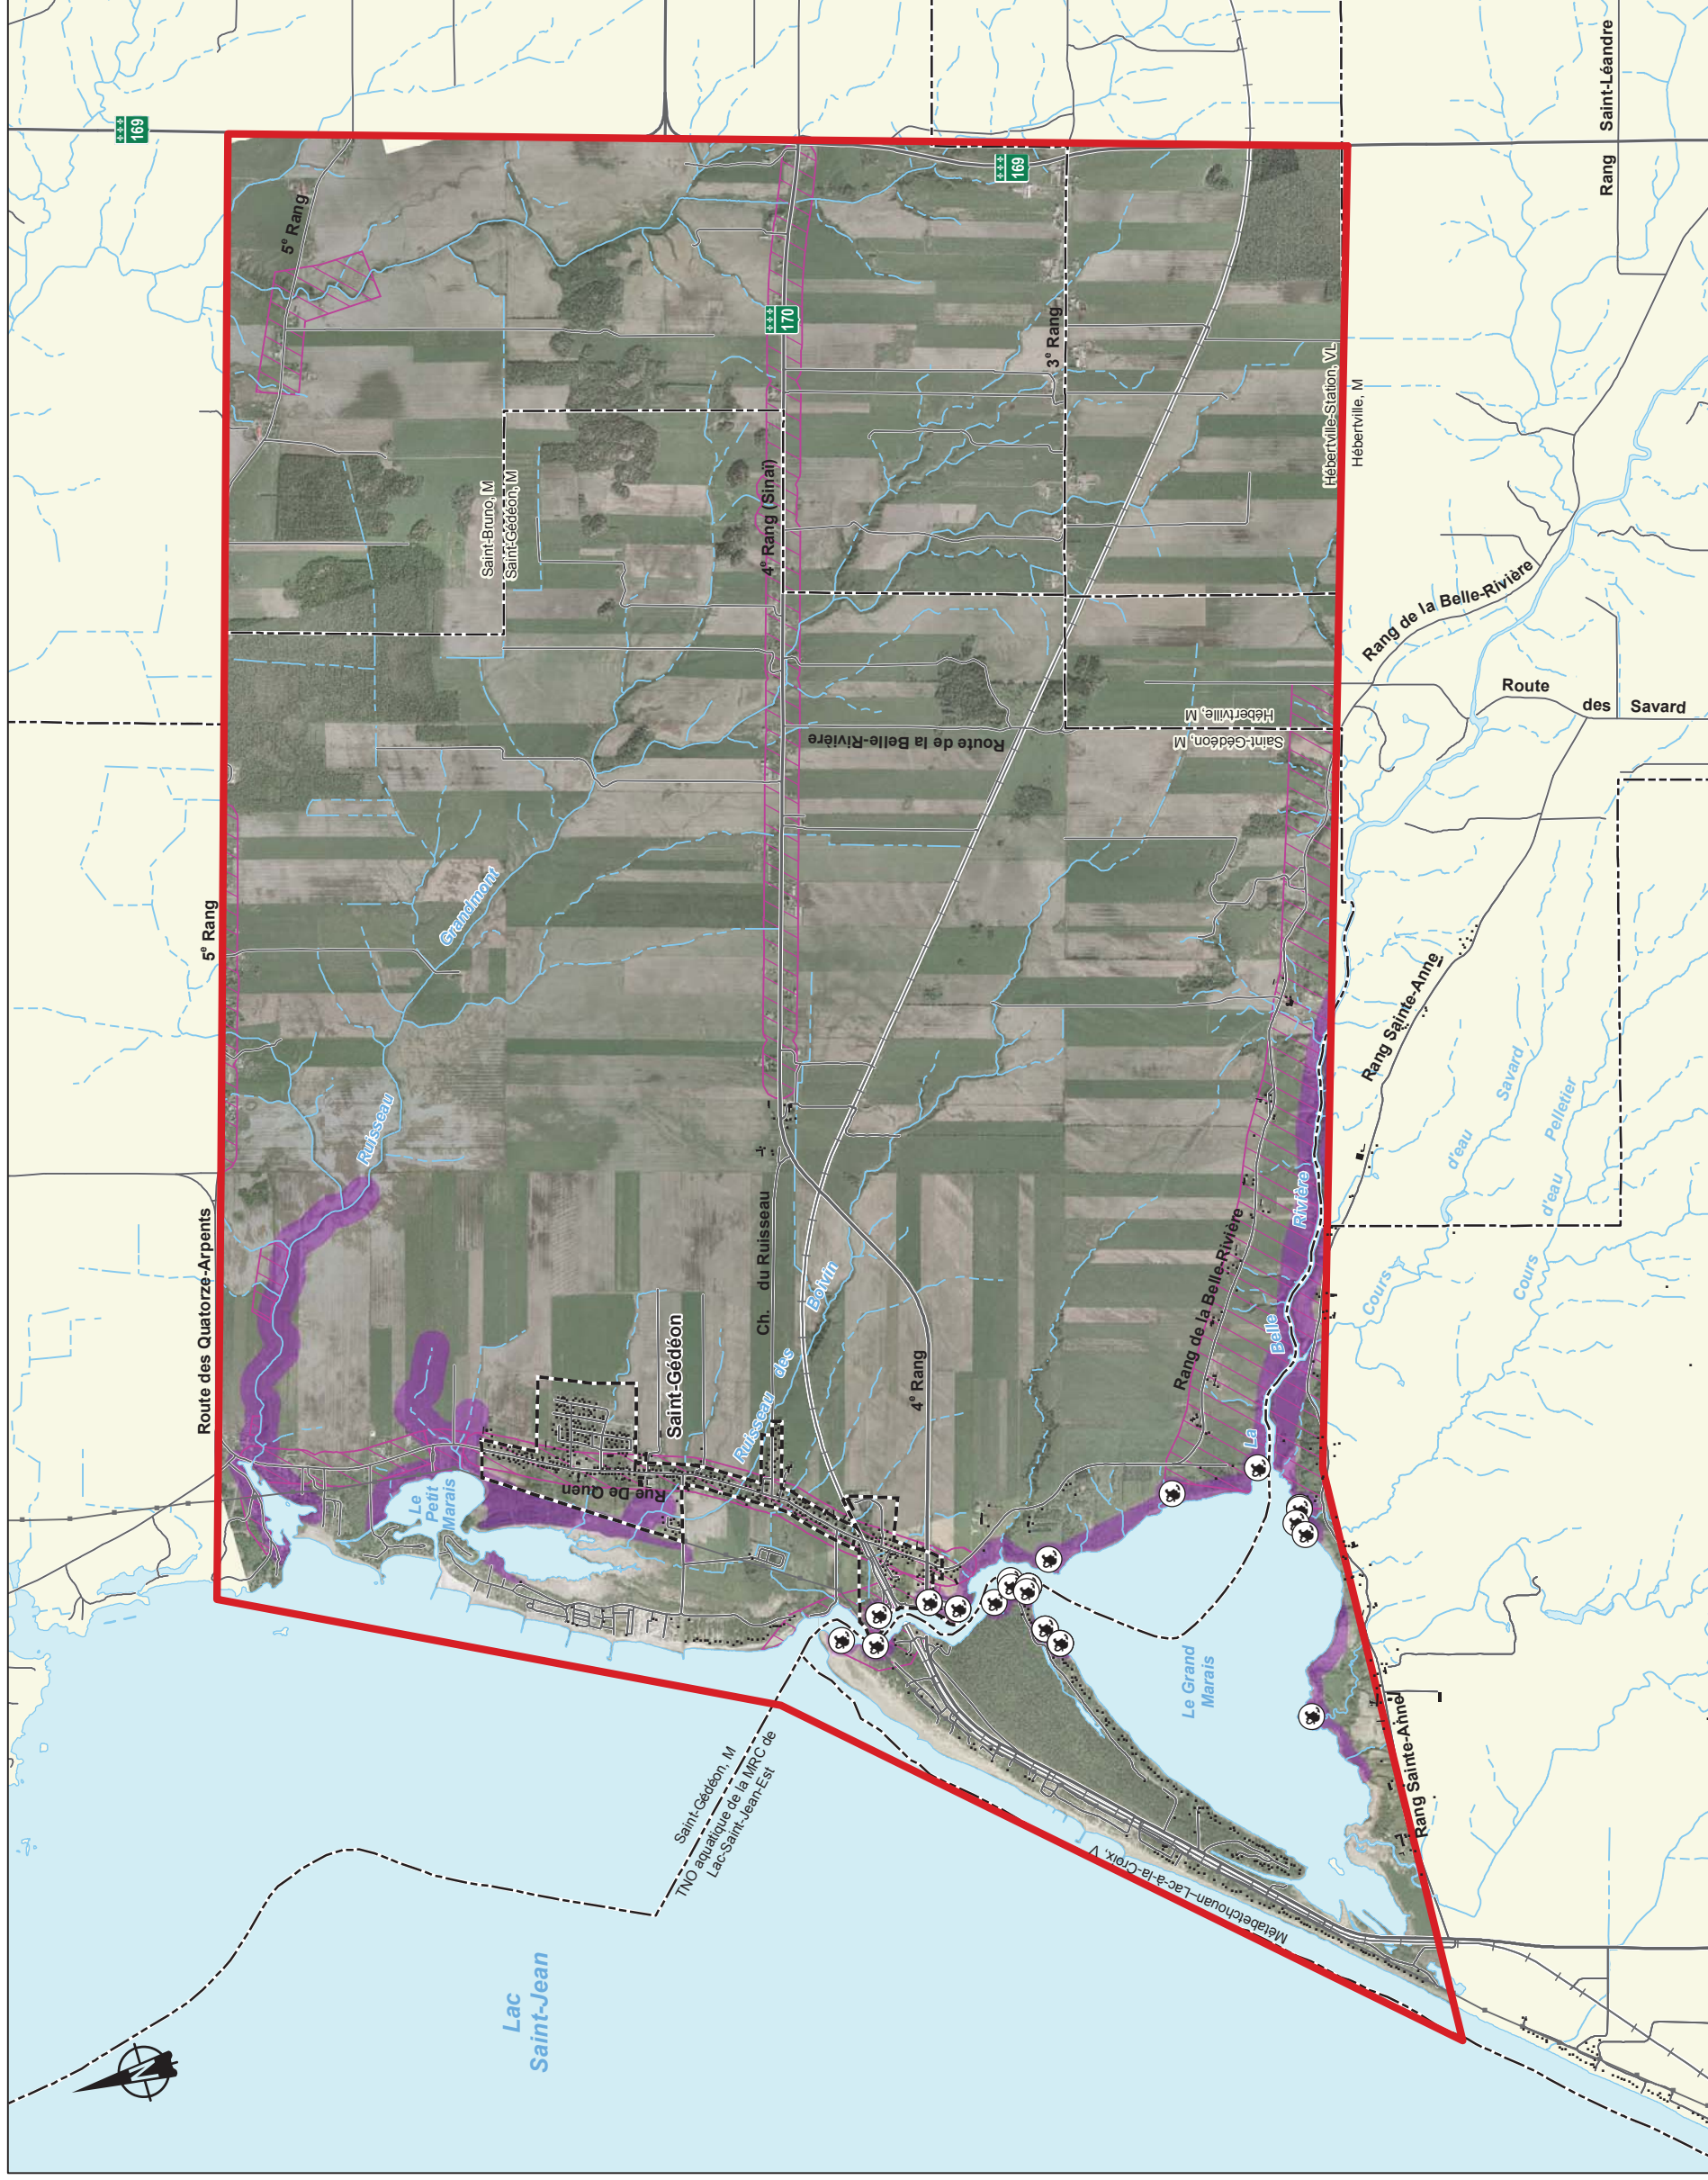 169
Saint-Léandre
Rang
5e Rang
169
170
3e Rang
Hébertville-Station, VL
Hébertville, M
4e Rang (Sinaï)
Saint-Bruno, M
Saint-Gédéon, M
Rang de la Belle-Rivière
Route
des Savard
Hébertville, M
Saint-Gédéon, M
Route de la Belle-Rivière
5e Rang
Grandmont
Ruisseau
Rang Sainte-Anne
Savard
d'eau
Cours
Pelletier
d'eau
Cours
Route des Quatorze-Arpents
Ch. du Ruisseau
Boivin
des
Ruisseau
Saint-Gédéon
4e Rang
Rang de la Belle-Rivière
Rivière
Belle
La
Le
Petit
Marais
Rue De Quen
Le Grand
Marais
Rang Sainte-Anne
Saint-Gédéon, M
TNO aquatique de la MRC de
Lac-Saint-Jean-Est
Métabetchouan–Lac-à-la-Croix, V
Lac
Saint-Jean
N